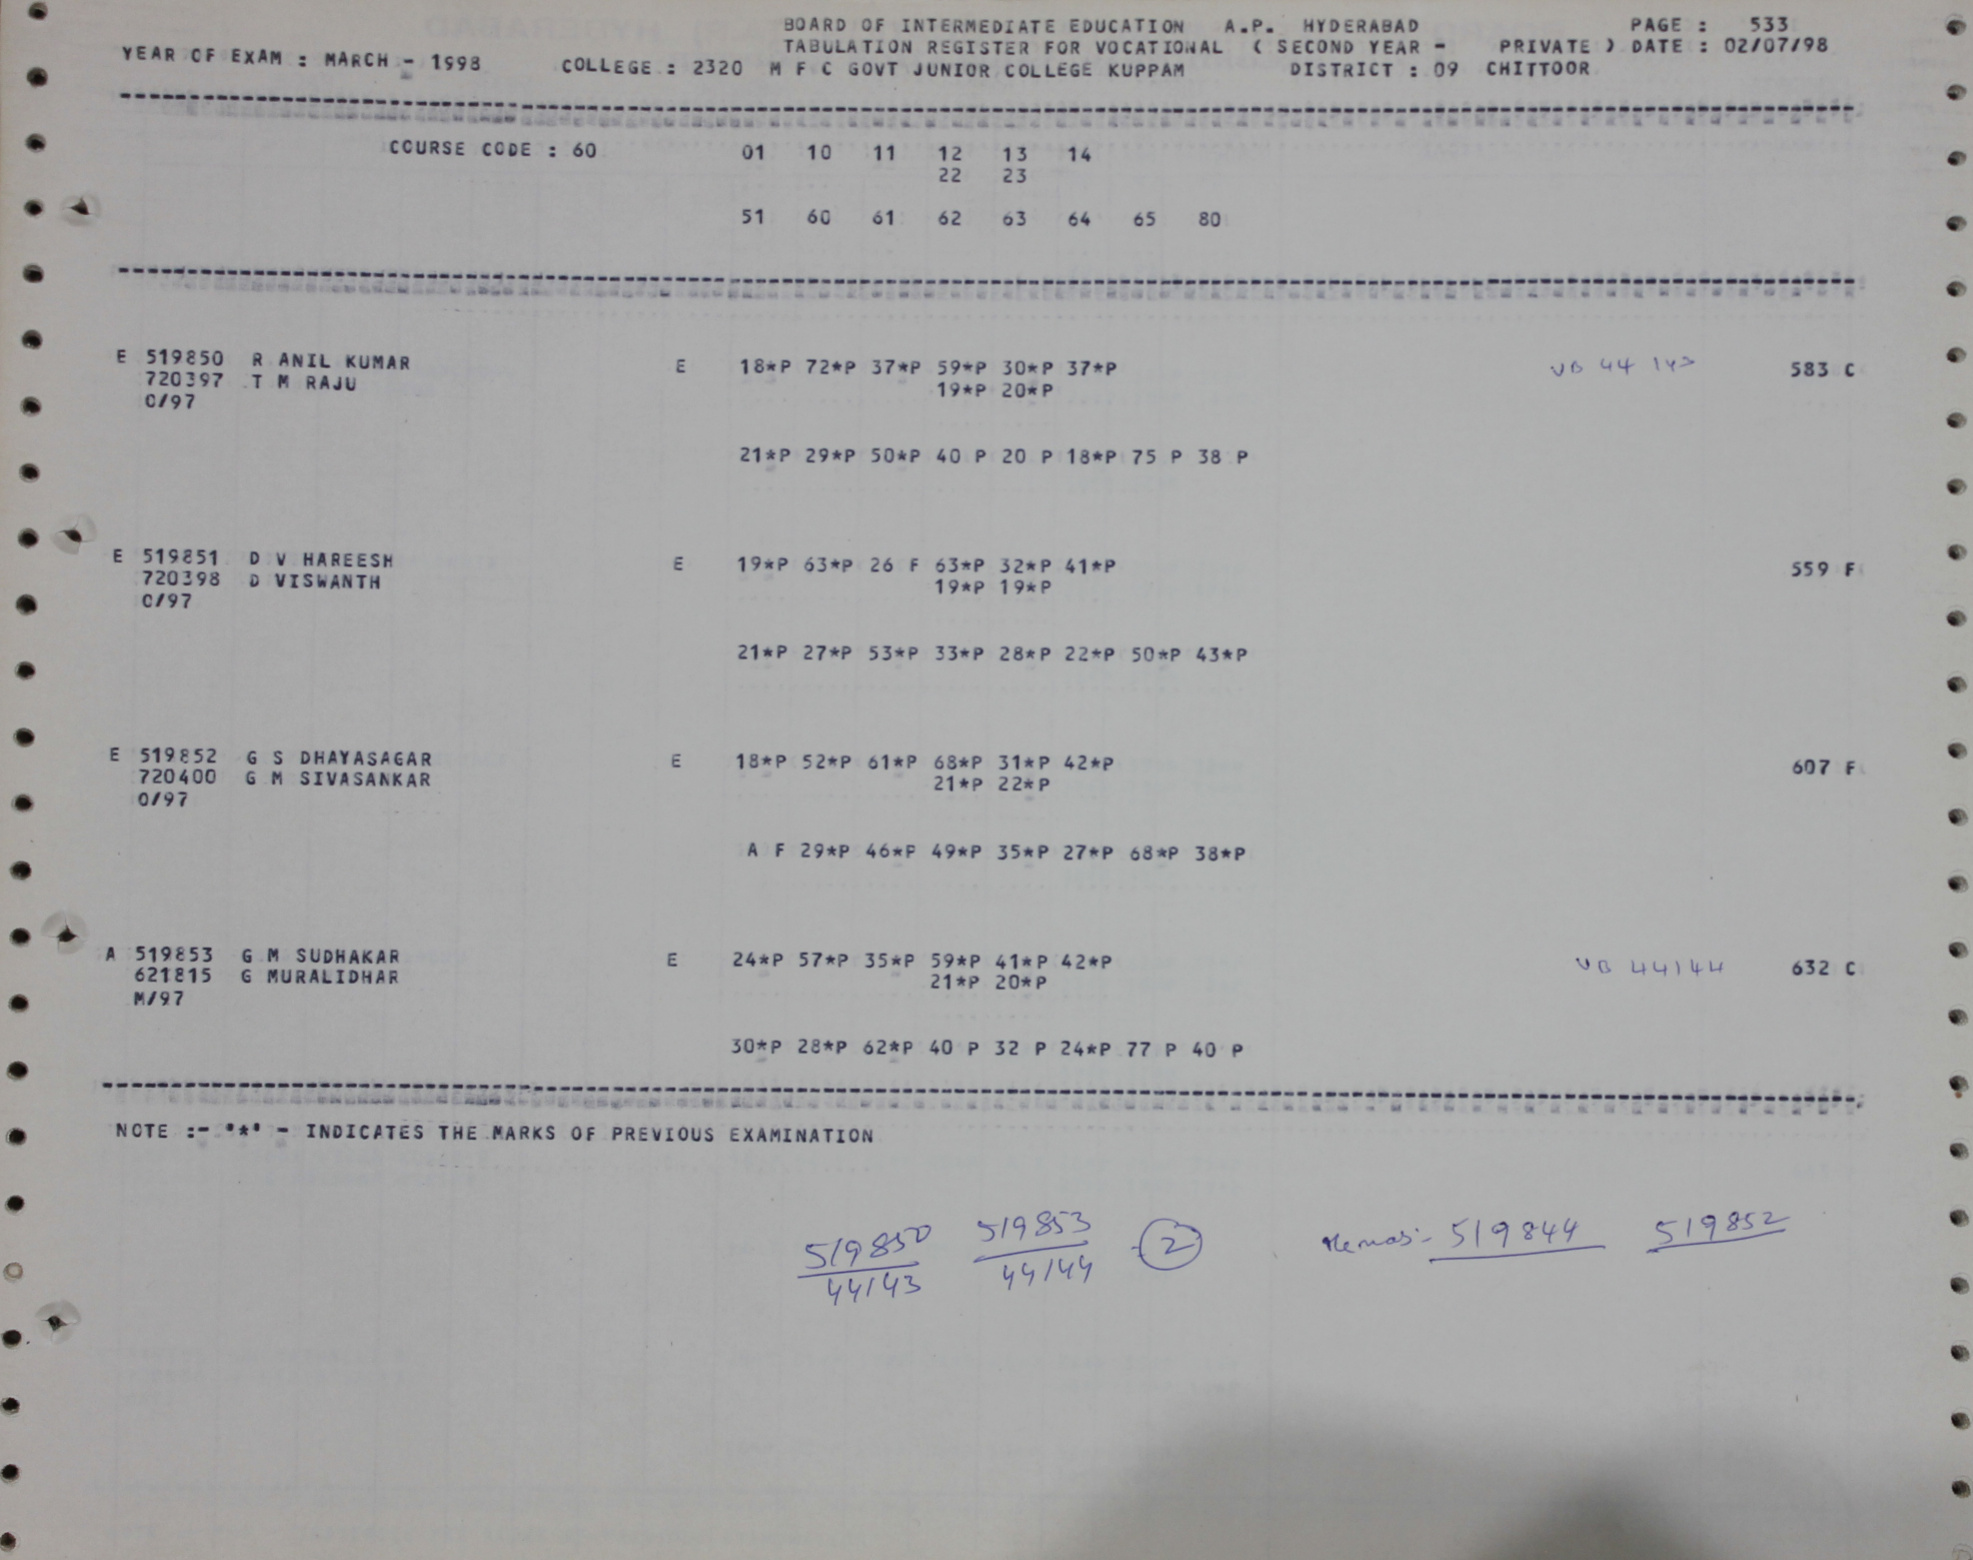 BOARD OF INTERMEDIATE EDUCATION A.P. HYDERABAD PAGE : 533
TABULATION REGISTER FOR VOCATIONAL ( SECOND YEAR - PRIVATE ) DATE : 02/07/98
YEAR OF EXAM : MARCH - 1998 COLLEGE : 2320 M F C GOVT JUNIOR COLLEGE KUPPAM DISTRICT : 09 CHITTOOR
COURSE CODE : 60 01 10 11 12 13 14
22 23
51 60 61 62 63 64 65 80
E 519850 R ANIL KUMAR E 18*P 72*P 37*P 59*P 30*P 37*P VB 44 143 583 C
720397 T M RAJU 19*P 20*P
O/97
21*P 29*P 50*P 40 P 20 P 18*P 75 P 38 P
E 519851 D V HAREESH E 19*P 63*P 26 F 63*P 32*P 41*P 559 F
720398 D VISWANTH 19*P 19*P
O/97
21*P 27*P 53*P 33*P 28*P 22*P 50*P 43*P
E 519852 G S DHAYASAGAR E 18*P 52*P 61*P 68*P 31*P 42*P 607 F
720400 G M SIVASANKAR 21*P 22*P
O/97
A F 29*P 46*P 49*P 35*P 27*P 68*P 38*P
A 519853 G M SUDHAKAR E 24*P 57*P 35*P 59*P 41*P 42*P VB 44144 632 C
621815 G MURALIDHAR 21*P 20*P
M/97
30*P 28*P 62*P 40 P 32 P 24*P 77 P 40 P
NOTE :- "*" - INDICATES THE MARKS OF PREVIOUS EXAMINATION
519850 519853 2 519844 519852
44143 44144